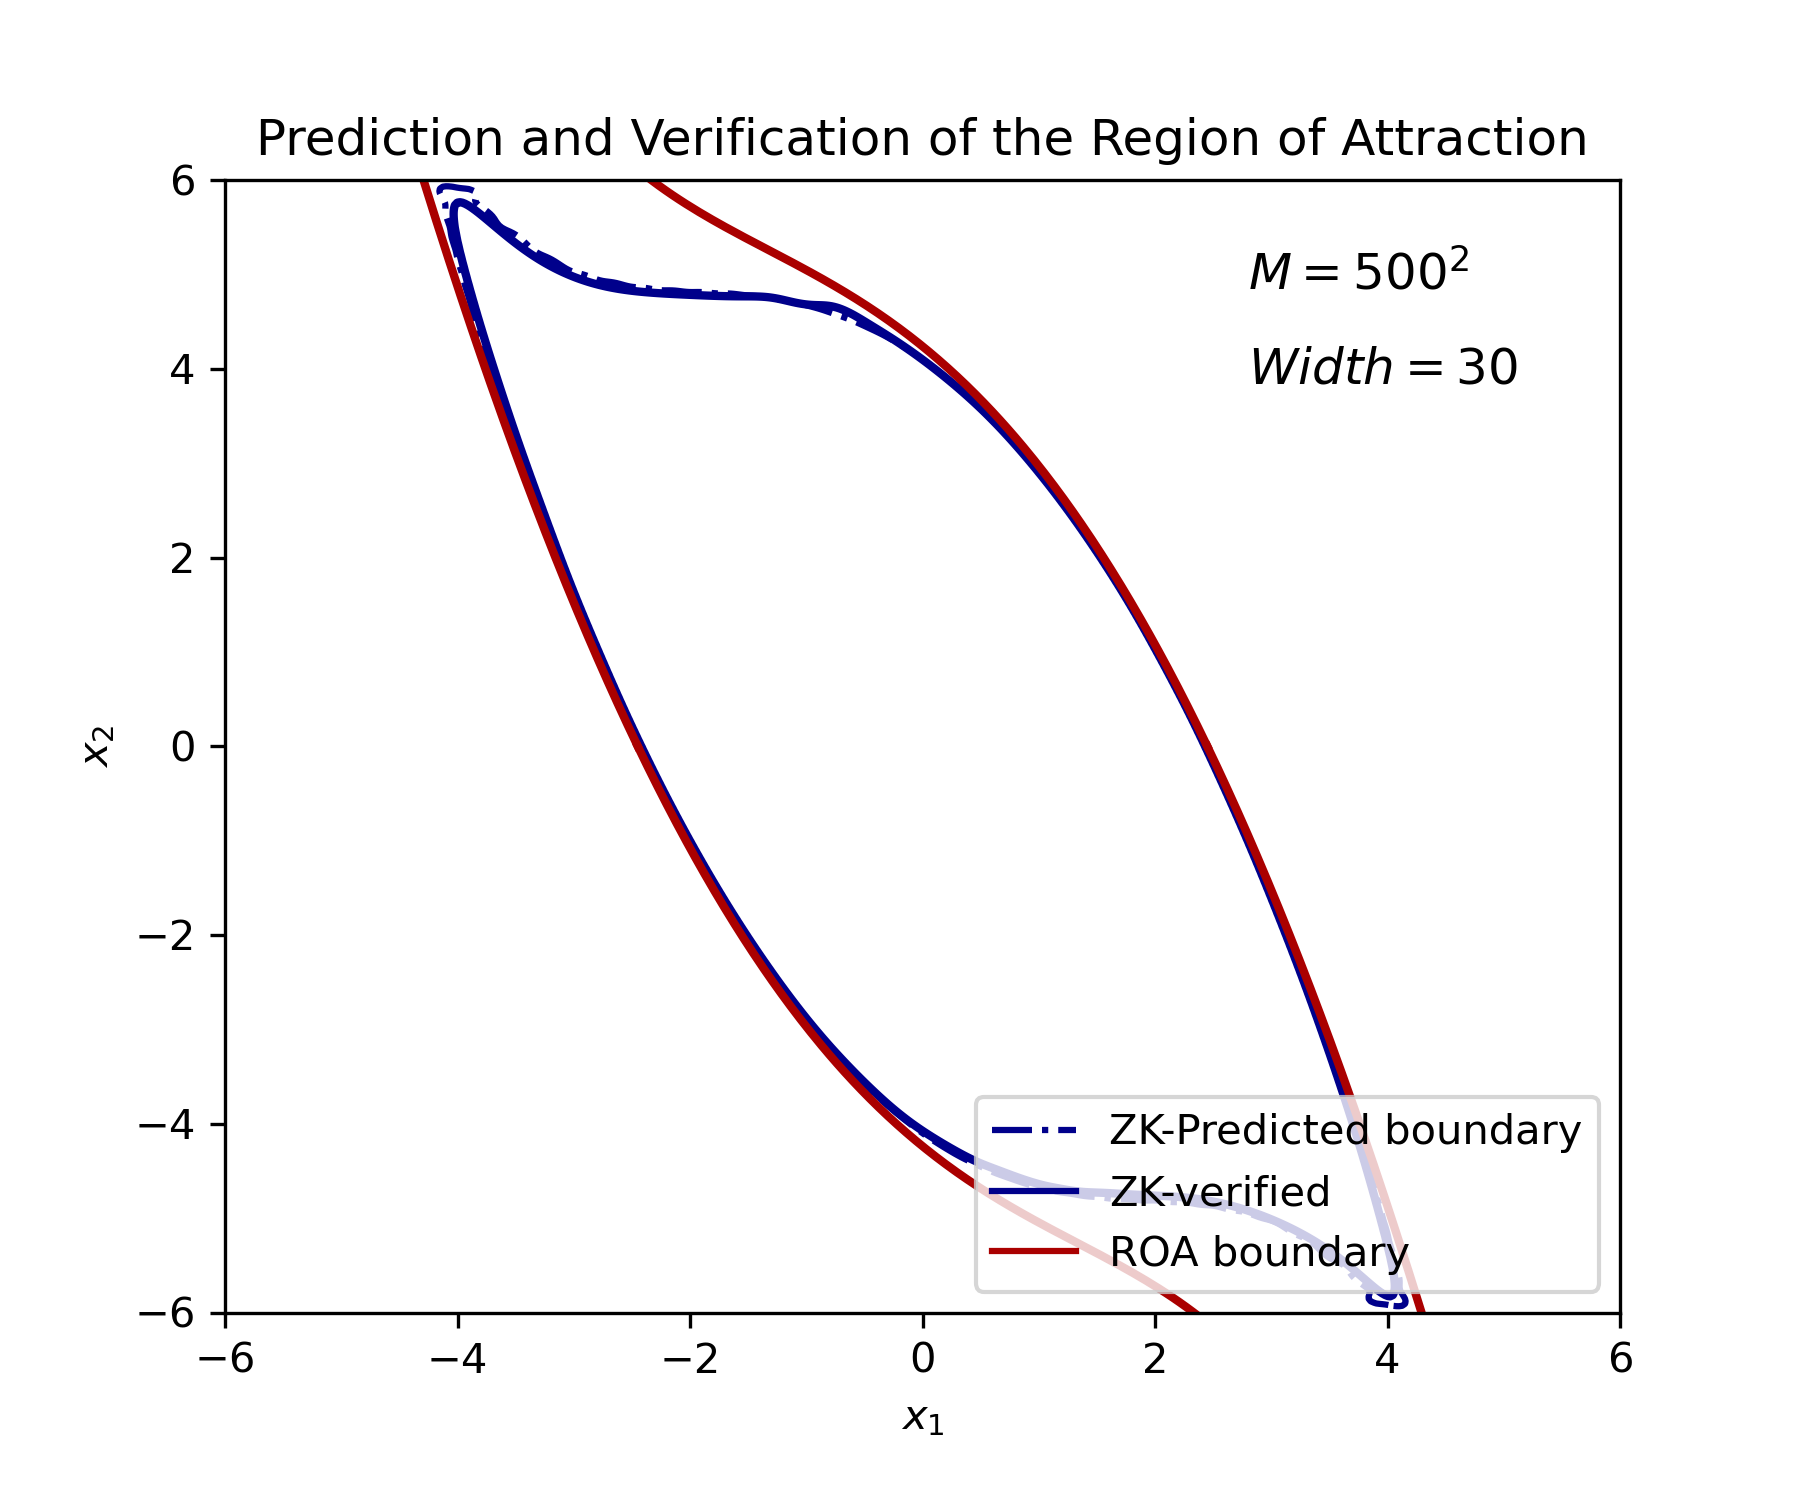 Prediction and Verification of the Region of Attraction
6
4
2
0
−2
−4
−6
x₂
M = 500²
Width = 30
ZK-Predicted boundary
ZK-verified
ROA boundary
−6 −4 −2 0 2 4 6
x₁